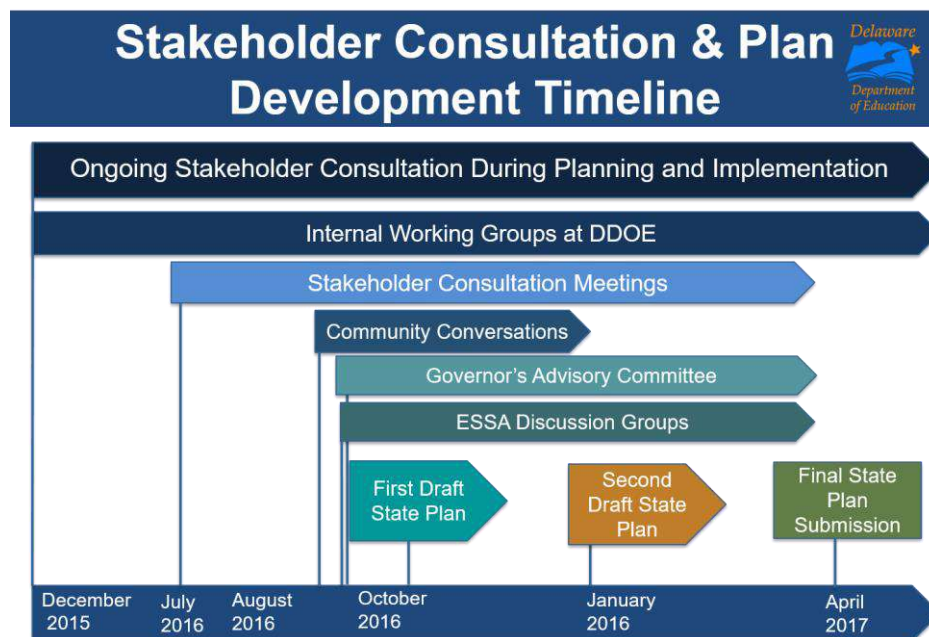 Stakeholder Consultation & Plan
Development Timeline
Delaware
Department
of Education
Ongoing Stakeholder Consultation During Planning and Implementation
Internal Working Groups at DDOE
Stakeholder Consultation Meetings
Community Conversations
Governor's Advisory Committee
ESSA Discussion Groups
First Draft
State Plan
Second
Draft State
Plan
Final State
Plan
Submission
December
2015
July
2016
August
2016
October
2016
January
2016
April
2017